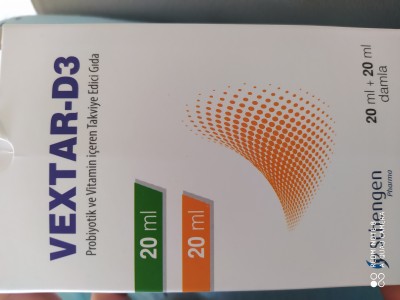 VEXTAR-D3
Probiyotik ve Vitamin içeren Takviye Edici Gıda
20 ml
20 ml
20 ml + 20 ml
damla
Pharma